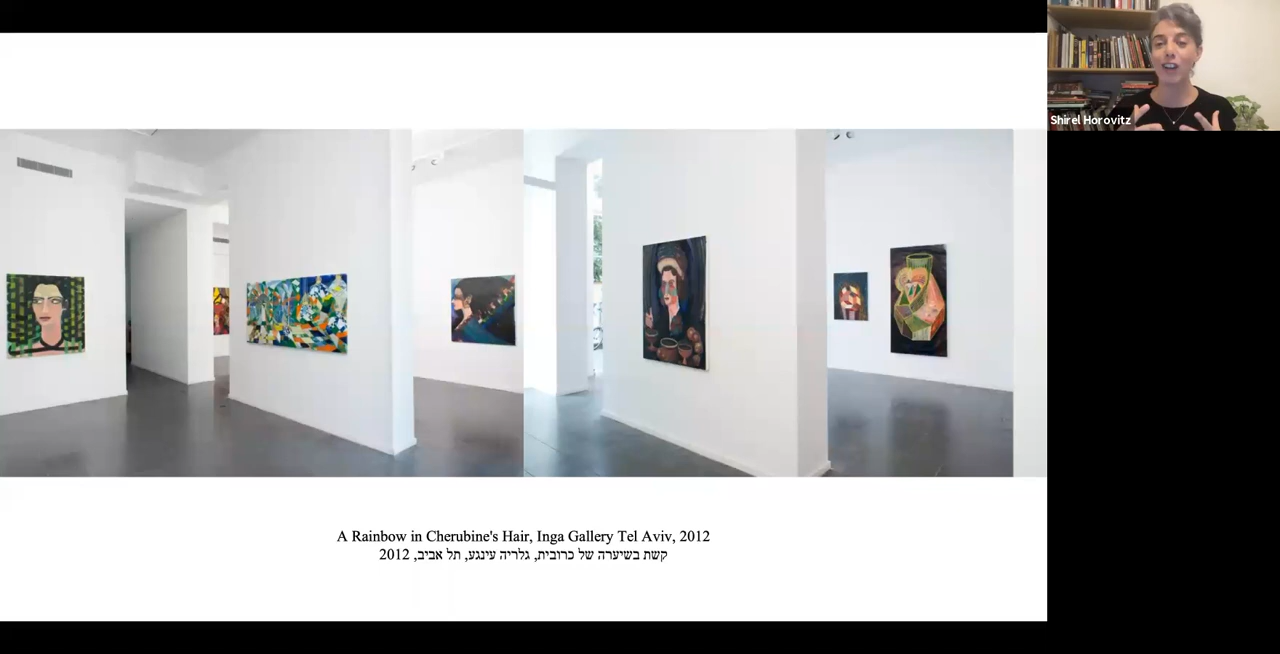 Shirel Horovitz
A Rainbow in Cherubine's Hair, Inga Gallery Tel Aviv, 2012
קשת בשיערה של כרובית, גלריה עינגע, תל אביב, 2012